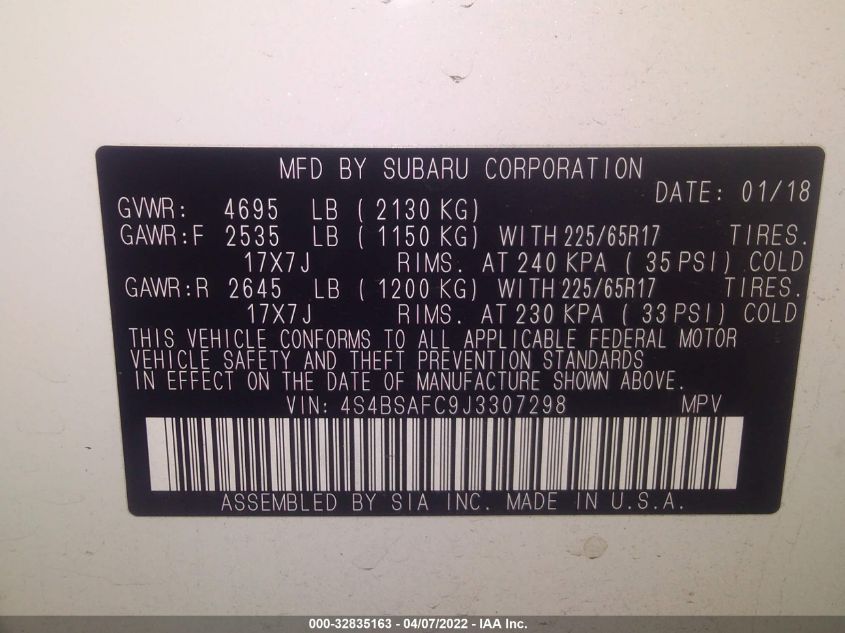 MFD BY SUBARU CORPORATION
DATE: 01/18
GVWR: 4695 LB ( 2130 KG)
GAWR:F 2535 LB ( 1150 KG) WITH 225/65R17 TIRES.
17X7J RIMS. AT 240 KPA ( 35 PSI) COLD
GAWR:R 2645 LB ( 1200 KG) WITH 225/65R17 TIRES.
17X7J RIMS. AT 230 KPA ( 33 PSI) COLD
THIS VEHICLE CONFORMS TO ALL APPLICABLE FEDERAL MOTOR
VEHICLE SAFETY AND THEFT PREVENTION STANDARDS
IN EFFECT ON THE DATE OF MANUFACTURE SHOWN ABOVE.
VIN: 4S4BSAFC9J3307298 MPV
ASSEMBLED BY SIA INC. MADE IN U.S.A.
000-32835163 - 04/07/2022 - IAA Inc.